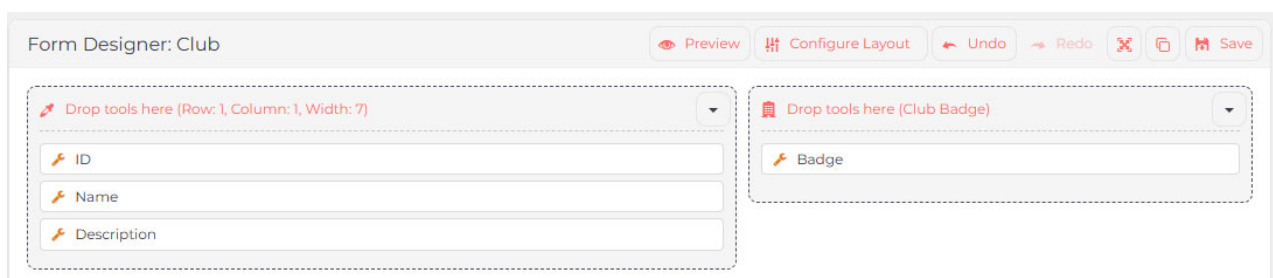 Form Designer: Club
Preview
Configure Layout
Undo
Redo
Save
Drop tools here (Row: 1, Column: 1, Width: 7)
ID
Name
Description
Drop tools here (Club Badge)
Badge